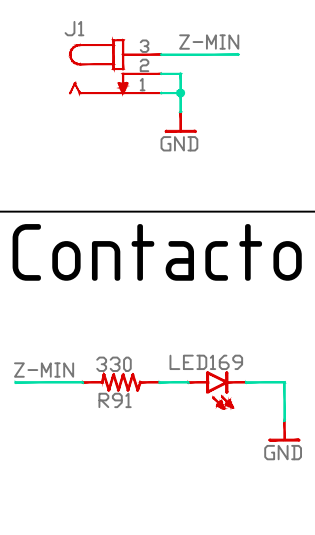 J1
3 Z-MIN
2
1
GND
Contacto
Z-MIN 330 LED169
R91
GND